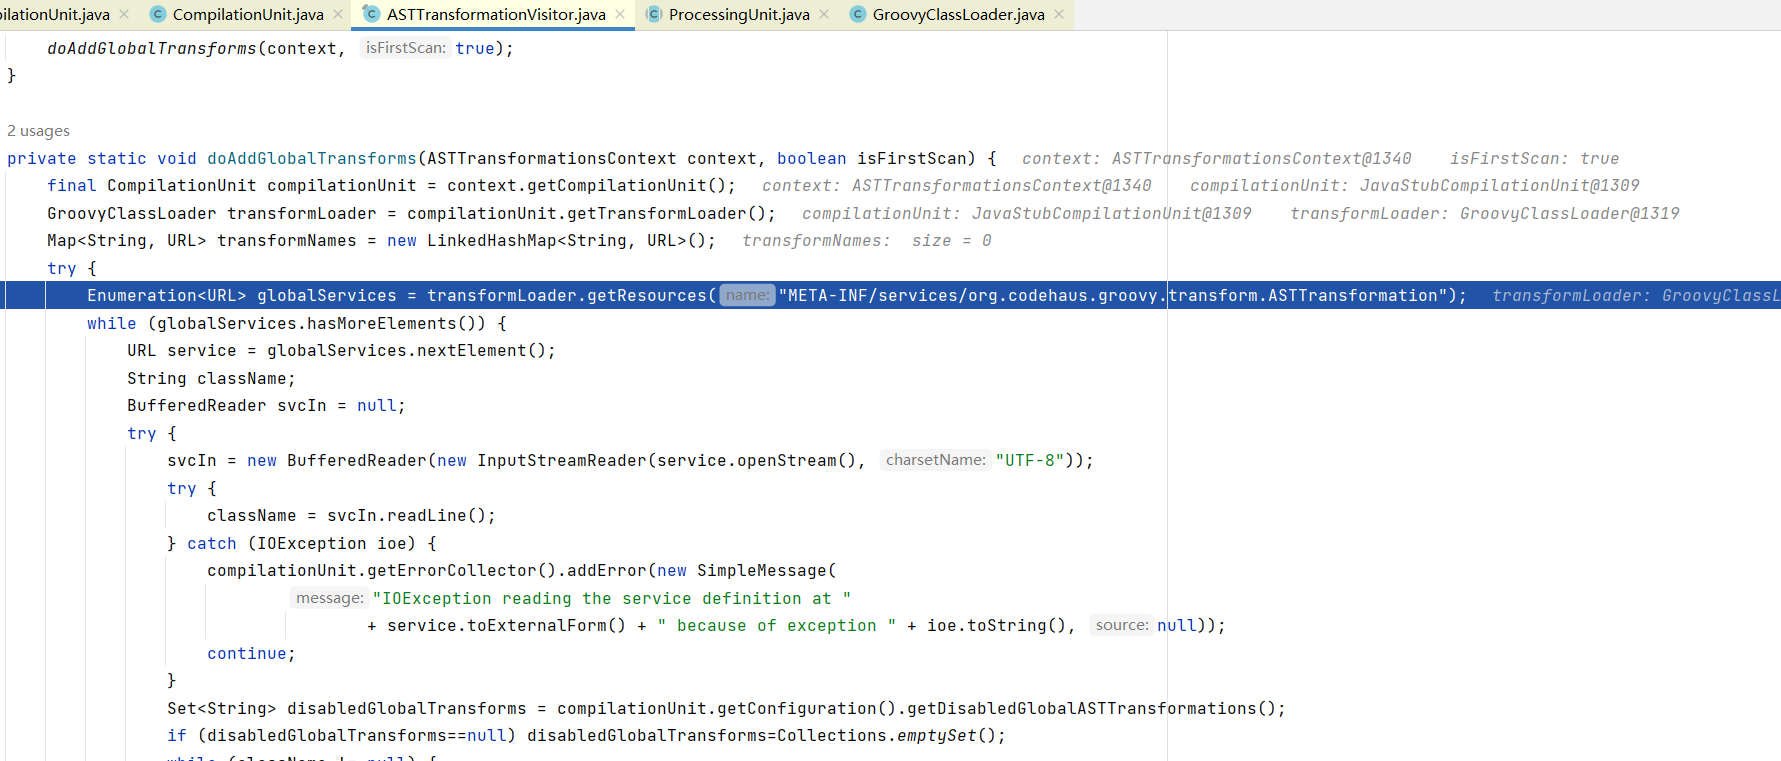 ilationUnit.java × CompilationUnit.java × ASTTransformationVisitor.java × ProcessingUnit.java × GroovyClassLoader.java ×
doAddGlobalTransforms(context, isFirstScan: true);
}
2 usages
private static void doAddGlobalTransforms(ASTTransformationsContext context, boolean isFirstScan) { context: ASTTransformationsContext@1340 isFirstScan: true
final CompilationUnit compilationUnit = context.getCompilationUnit(); context: ASTTransformationsContext@1340 compilationUnit: JavaStubCompilationUnit@1309
GroovyClassLoader transformLoader = compilationUnit.getTransformLoader(); compilationUnit: JavaStubCompilationUnit@1309 transformLoader: GroovyClassLoader@1319
Map<String, URL> transformNames = new LinkedHashMap<String, URL>(); transformNames: size = 0
try {
Enumeration<URL> globalServices = transformLoader.getResources( name: "META-INF/services/org.codehaus.groovy.transform.ASTTransformation"); transformLoader: GroovyClassL
while (globalServices.hasMoreElements()) {
URL service = globalServices.nextElement();
String className;
BufferedReader svcIn = null;
try {
svcIn = new BufferedReader(new InputStreamReader(service.openStream(), charsetName: "UTF-8"));
try {
className = svcIn.readLine();
} catch (IOException ioe) {
compilationUnit.getErrorCollector().addError(new SimpleMessage(
message: "IOException reading the service definition at "
+ service.toExternalForm() + " because of exception " + ioe.toString(), source: null));
continue;
}
Set<String> disabledGlobalTransforms = compilationUnit.getConfiguration().getDisabledGlobalASTTransformations();
if (disabledGlobalTransforms==null) disabledGlobalTransforms=Collections.emptySet();
while (className != null) {